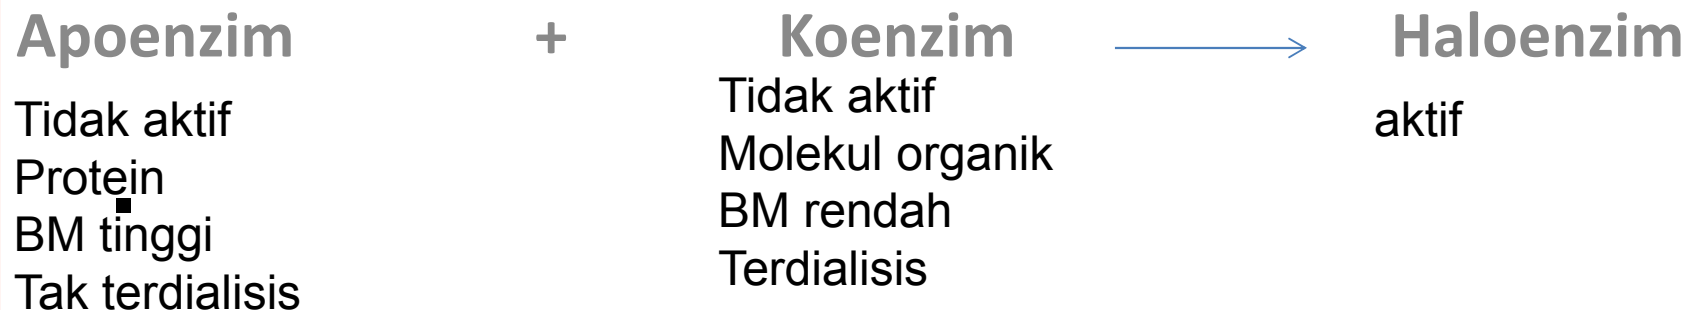 Apoenzim + Koenzim Haloenzim
Tidak aktif
Protein
BM tinggi
Tak terdialisis
Tidak aktif
Molekul organik
BM rendah
Terdialisis
aktif